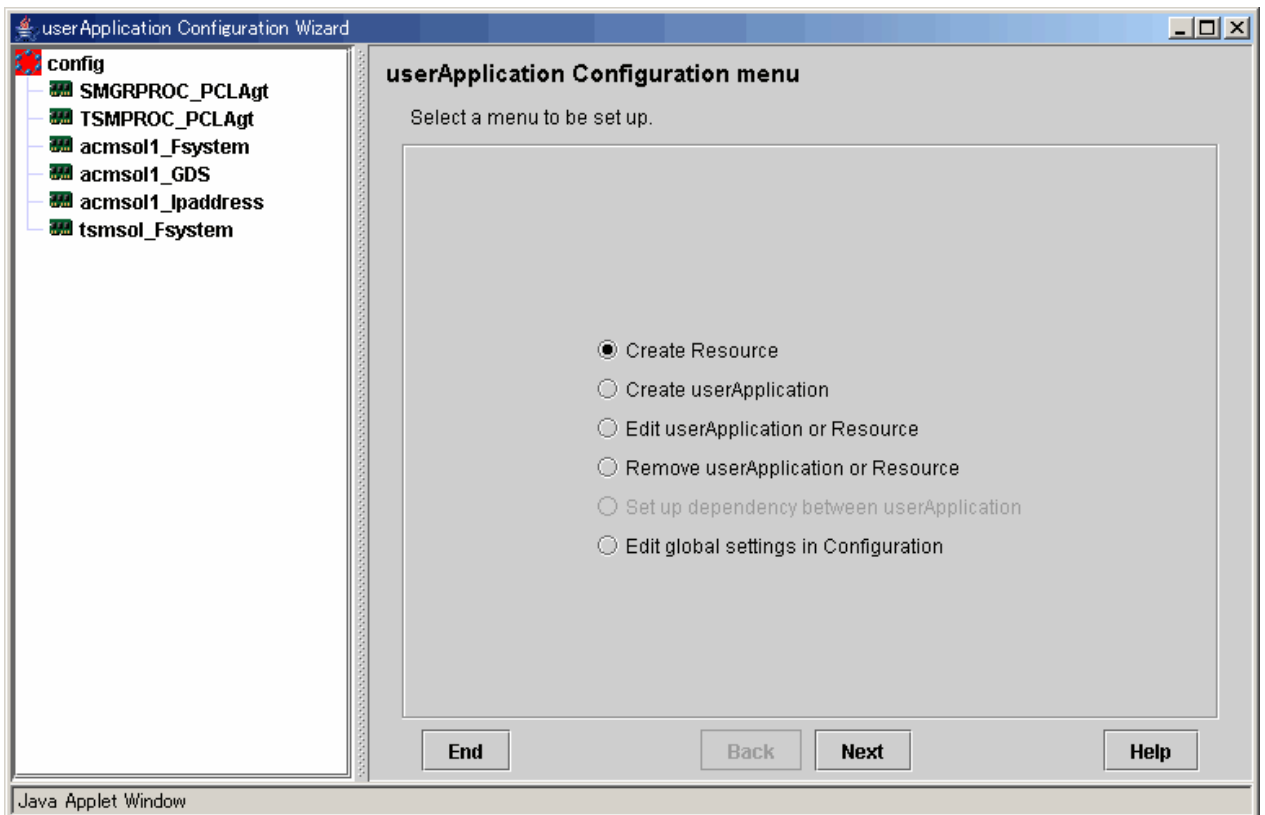 userApplication Configuration Wizard
config
SMGRPROC_PCLAgt
TSMPROC_PCLAgt
acmsol1_Fsystem
acmsol1_GDS
acmsol1_Ipaddress
tsmsol_Fsystem
userApplication Configuration menu
Select a menu to be set up.
Create Resource
Create userApplication
Edit userApplication or Resource
Remove userApplication or Resource
Set up dependency between userApplication
Edit global settings in Configuration
End Back Next Help
Java Applet Window